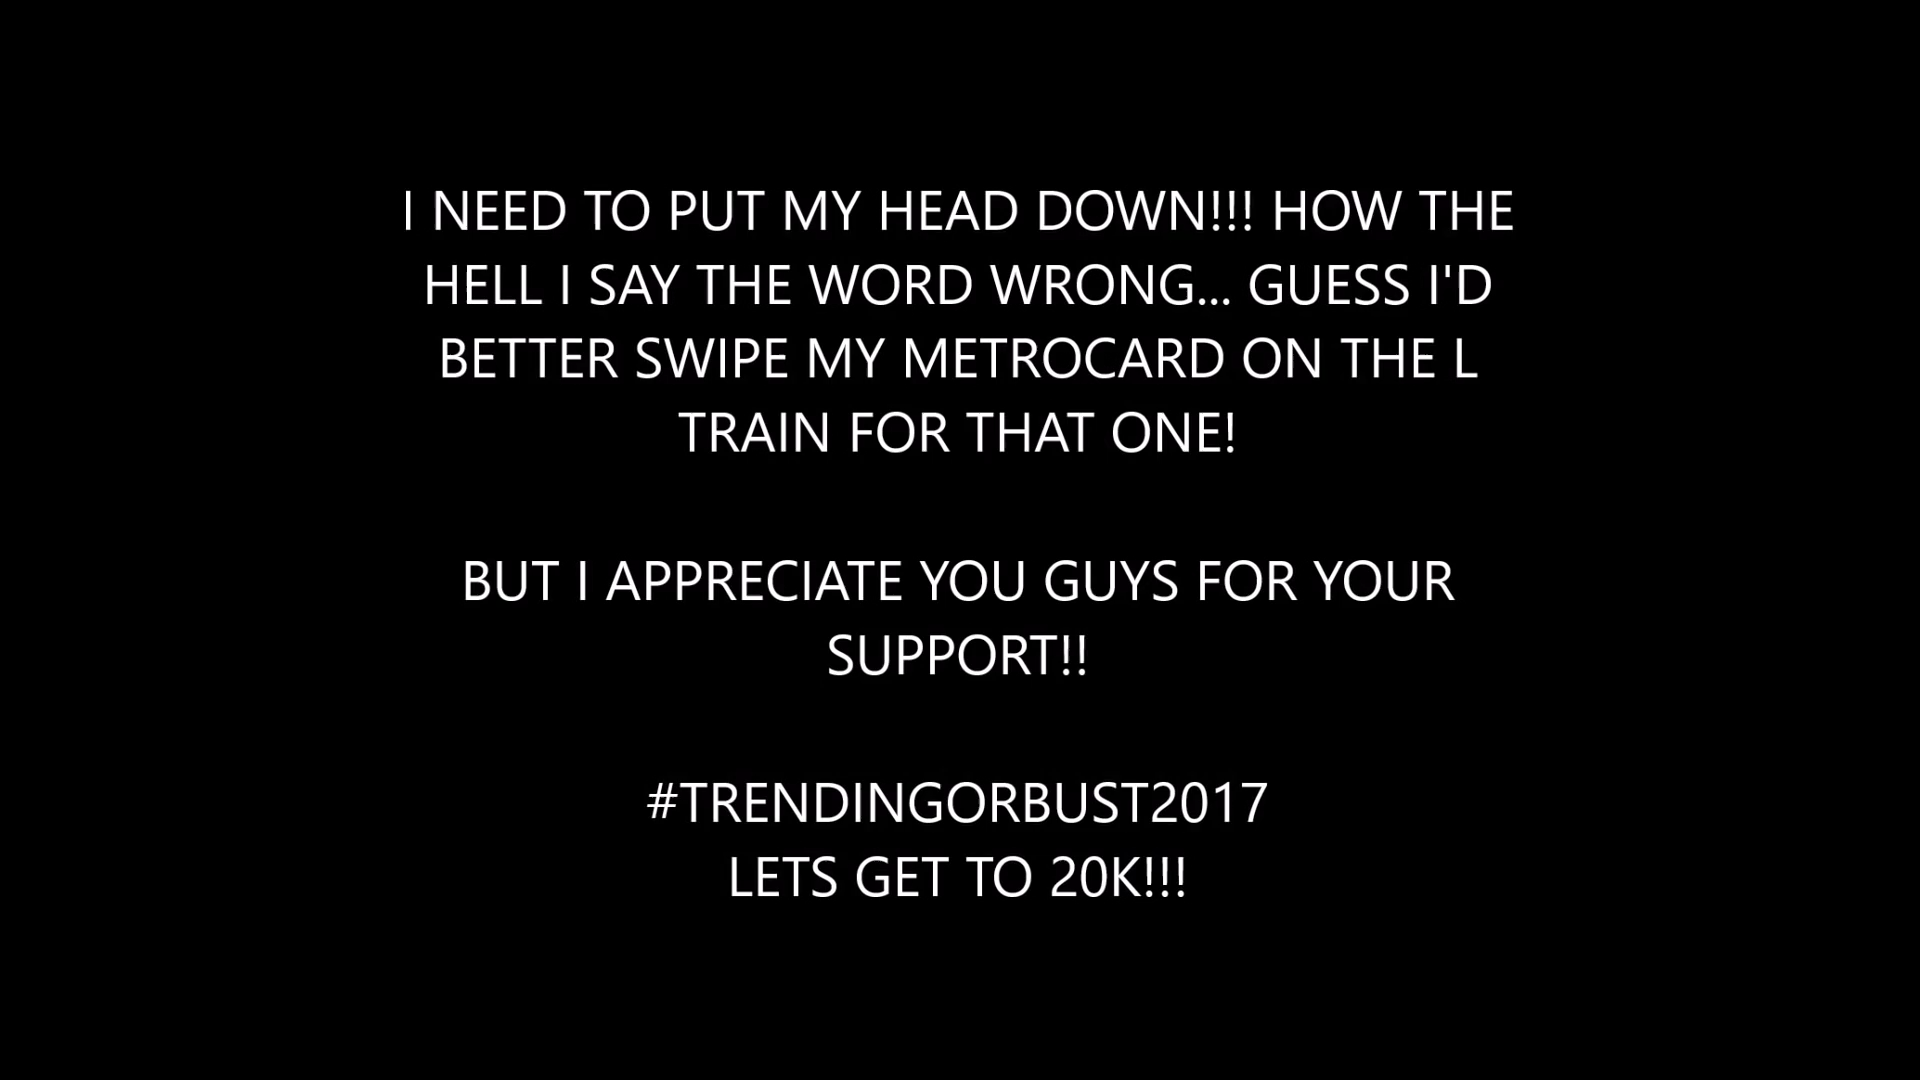 I NEED TO PUT MY HEAD DOWN!!! HOW THE
HELL I SAY THE WORD WRONG... GUESS I'D
BETTER SWIPE MY METROCARD ON THE L
TRAIN FOR THAT ONE!
BUT I APPRECIATE YOU GUYS FOR YOUR
SUPPORT!!
#TRENDINGORBUST2017
LETS GET TO 20K!!!